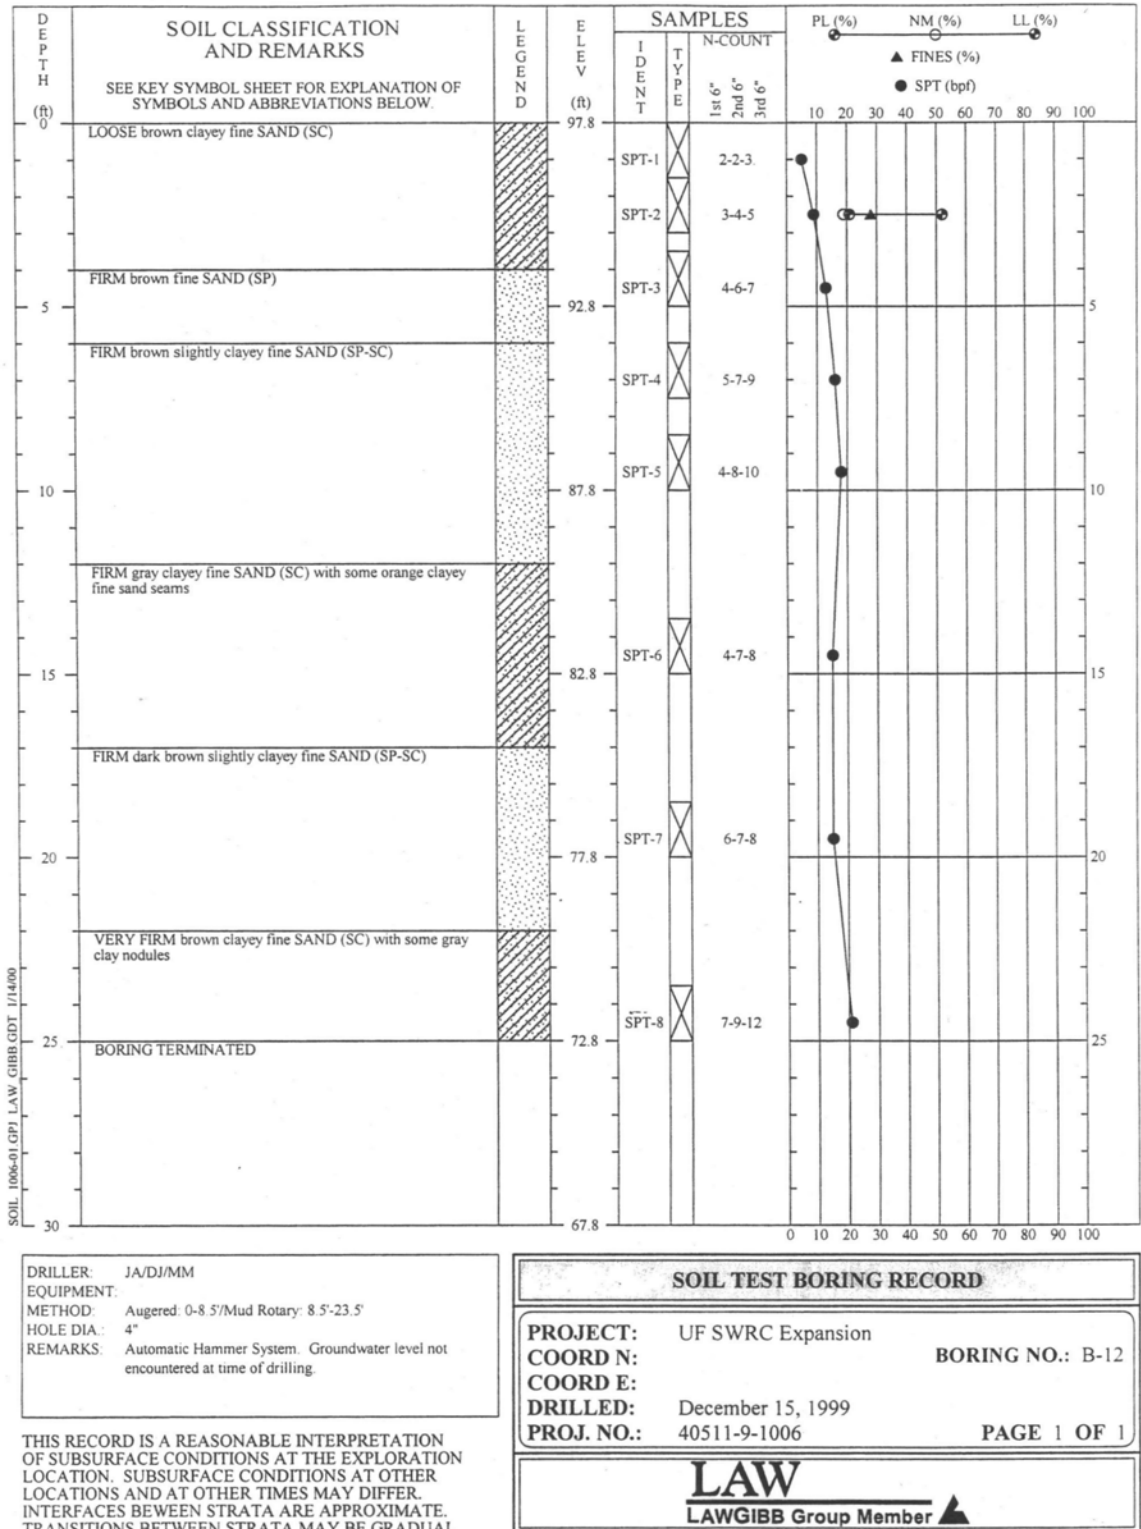 DEPTH
(ft)
SOIL CLASSIFICATION
AND REMARKS
SEE KEY SYMBOL SHEET FOR EXPLANATION OF
SYMBOLS AND ABBREVIATIONS BELOW.
LEGEND
ELEV
(ft)
SAMPLES
IDENT
TYPE
N-COUNT
1st 6"
2nd 6"
3rd 6"
PL (%) NM (%) LL (%)
▲ FINES (%)
● SPT (bpf)
10 20 30 40 50 60 70 80 90 100
0 LOOSE brown clayey fine SAND (SC) 97.8
SPT-1 2-2-3
SPT-2 3-4-5
FIRM brown fine SAND (SP)
SPT-3 4-6-7
5 92.8 5
FIRM brown slightly clayey fine SAND (SP-SC)
SPT-4 5-7-9
SPT-5 4-8-10
10 87.8 10
FIRM gray clayey fine SAND (SC) with some orange clayey
fine sand seams
SPT-6 4-7-8
15 82.8 15
FIRM dark brown slightly clayey fine SAND (SP-SC)
SPT-7 6-7-8
20 77.8 20
VERY FIRM brown clayey fine SAND (SC) with some gray
clay nodules
SPT-8 7-9-12
25 72.8 25
BORING TERMINATED
30 67.8
0 10 20 30 40 50 60 70 80 90 100
SOIL 1006-01.GPJ LAW GIBB.GDT 1/14/00
DRILLER: JA/DJ/MM
EQUIPMENT:
METHOD: Augered: 0-8.5'/Mud Rotary: 8.5'-23.5'
HOLE DIA.: 4"
REMARKS: Automatic Hammer System. Groundwater level not
encountered at time of drilling.
THIS RECORD IS A REASONABLE INTERPRETATION
OF SUBSURFACE CONDITIONS AT THE EXPLORATION
LOCATION. SUBSURFACE CONDITIONS AT OTHER
LOCATIONS AND AT OTHER TIMES MAY DIFFER.
INTERFACES BEWEEN STRATA ARE APPROXIMATE.
TRANSITIONS BETWEEN STRATA MAY BE GRADUAL
SOIL TEST BORING RECORD
PROJECT: UF SWRC Expansion
COORD N: BORING NO.: B-12
COORD E:
DRILLED: December 15, 1999
PROJ. NO.: 40511-9-1006 PAGE 1 OF 1
LAW
LAWGIBB Group Member